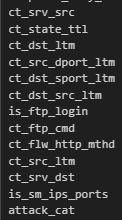 ct_srv_src
ct_state_ttl
ct_dst_ltm
ct_src_dport_ltm
ct_dst_sport_ltm
ct_dst_src_ltm
is_ftp_login
ct_ftp_cmd
ct_flw_http_mthd
ct_src_ltm
ct_srv_dst
is_sm_ips_ports
attack_cat